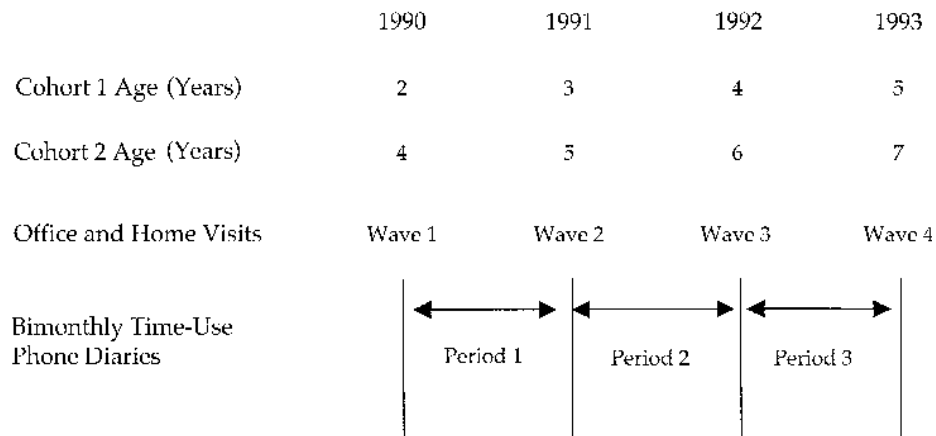 1990 1991 1992 1993
Cohort 1 Age (Years) 2 3 4 5
Cohort 2 Age (Years) 4 5 6 7
Office and Home Visits Wave 1 Wave 2 Wave 3 Wave 4
Bimonthly Time-Use
Phone Diaries
Period 1 Period 2 Period 3